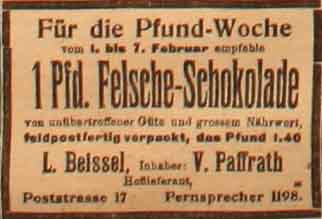 Für die Pfund-Woche
vom 1. bis 7. Februar empfehle
1 Pfd. Felsche-Schokolade
von unübertroffener Güte und grossem Nährwert,
feldpostfertig verpackt, das Pfund 1.40
L. Beissel, Inhaber: V. Paffrath
Hoflieferant,
Poststrasse 17 Fernsprecher 1198.